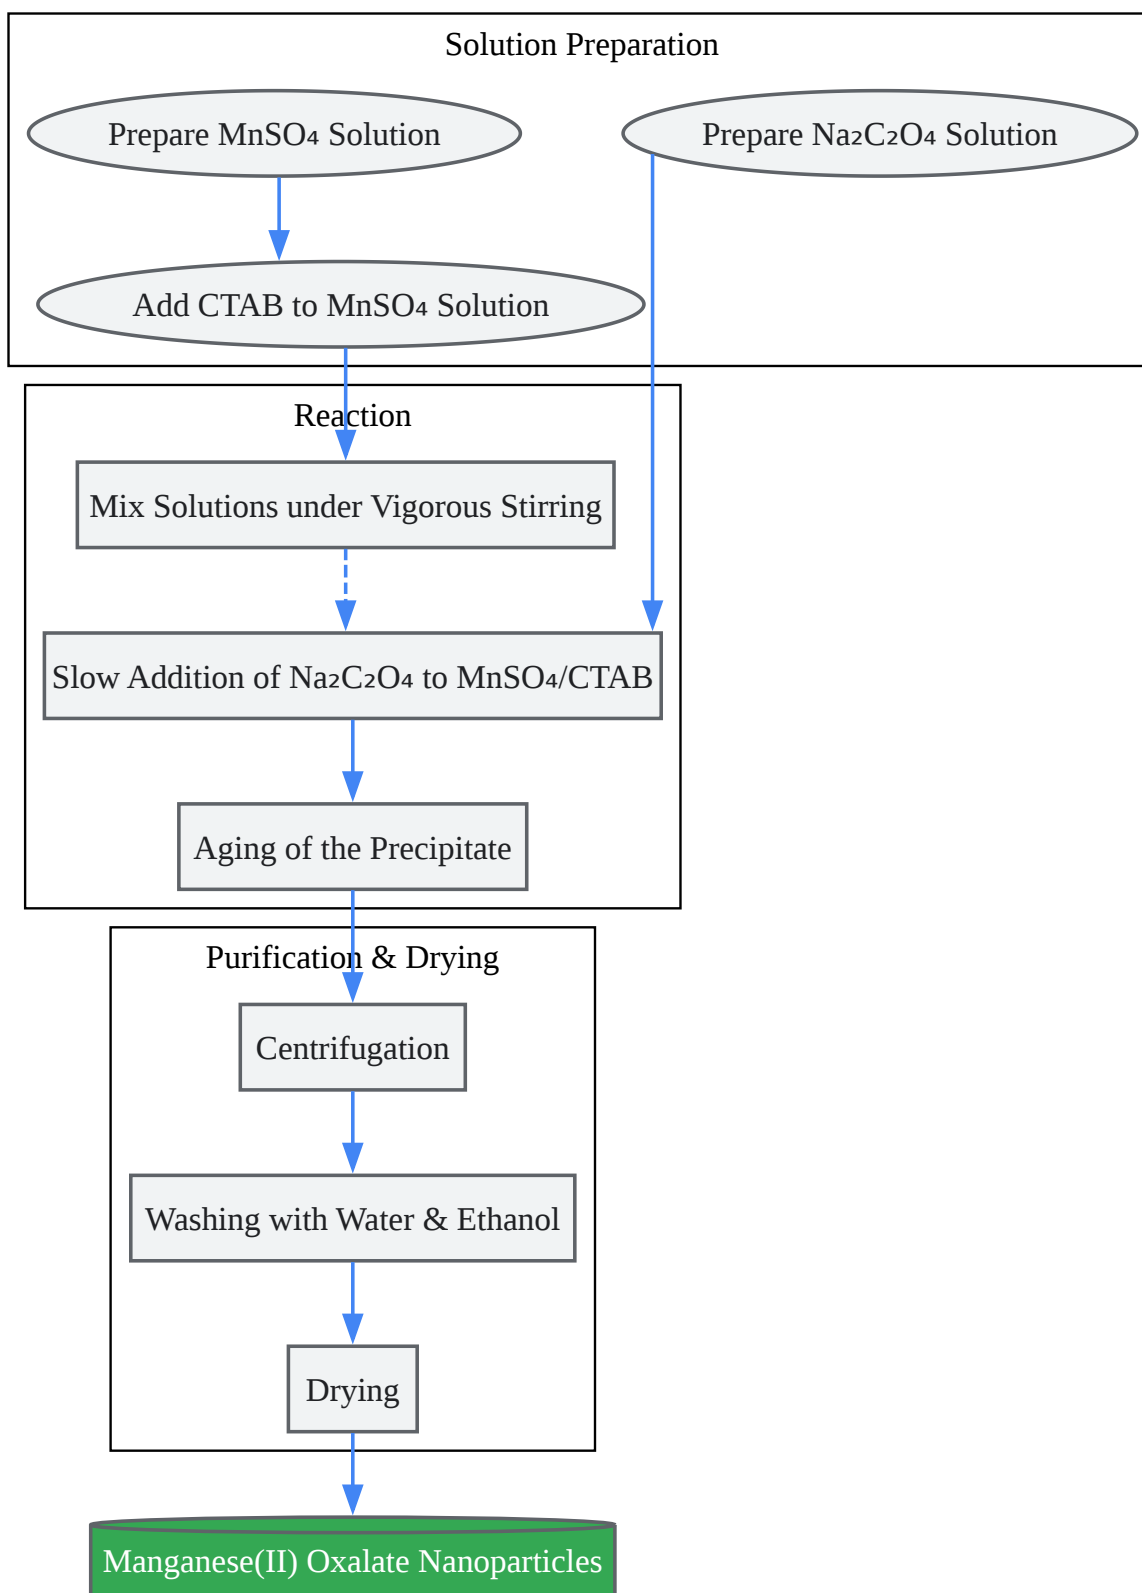 Solution Preparation
Prepare MnSO₄ Solution
Prepare Na₂C₂O₄ Solution
Add CTAB to MnSO₄ Solution
Reaction
Mix Solutions under Vigorous Stirring
Slow Addition of Na₂C₂O₄ to MnSO₄/CTAB
Aging of the Precipitate
Purification & Drying
Centrifugation
Washing with Water & Ethanol
Drying
Manganese(II) Oxalate Nanoparticles